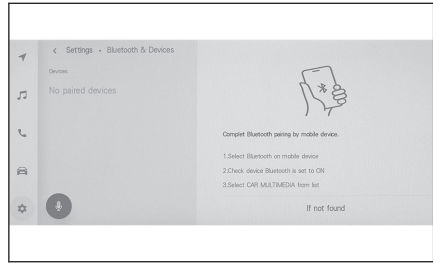 Settings • Bluetooth & Devices
Devices
No paired devices
Complet Bluetooth pairing by mobile device.
1.Select Bluetooth on mobile device
2.Check device Bluetooth is set to ON
3.Select CAR MULTIMEDIA from list
If not found